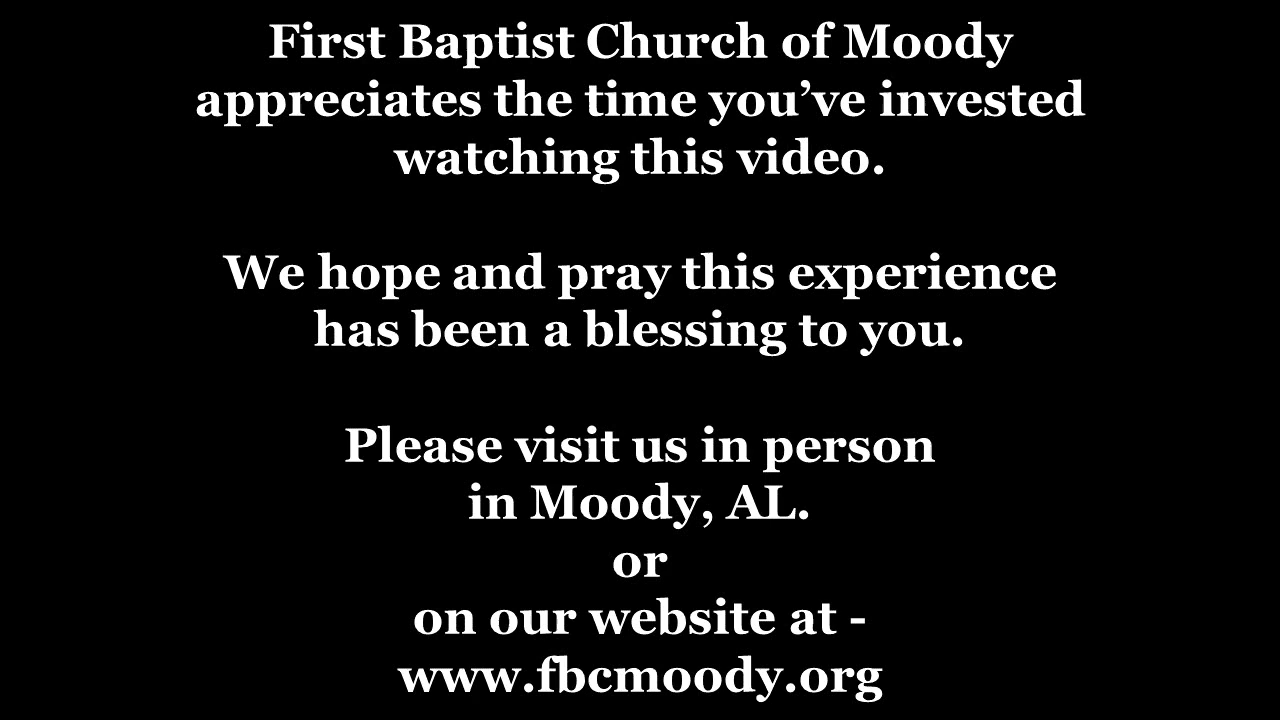 First Baptist Church of Moody
appreciates the time you’ve invested
watching this video.
We hope and pray this experience
has been a blessing to you.
Please visit us in person
in Moody, AL.
or
on our website at -
www.fbcmoody.org